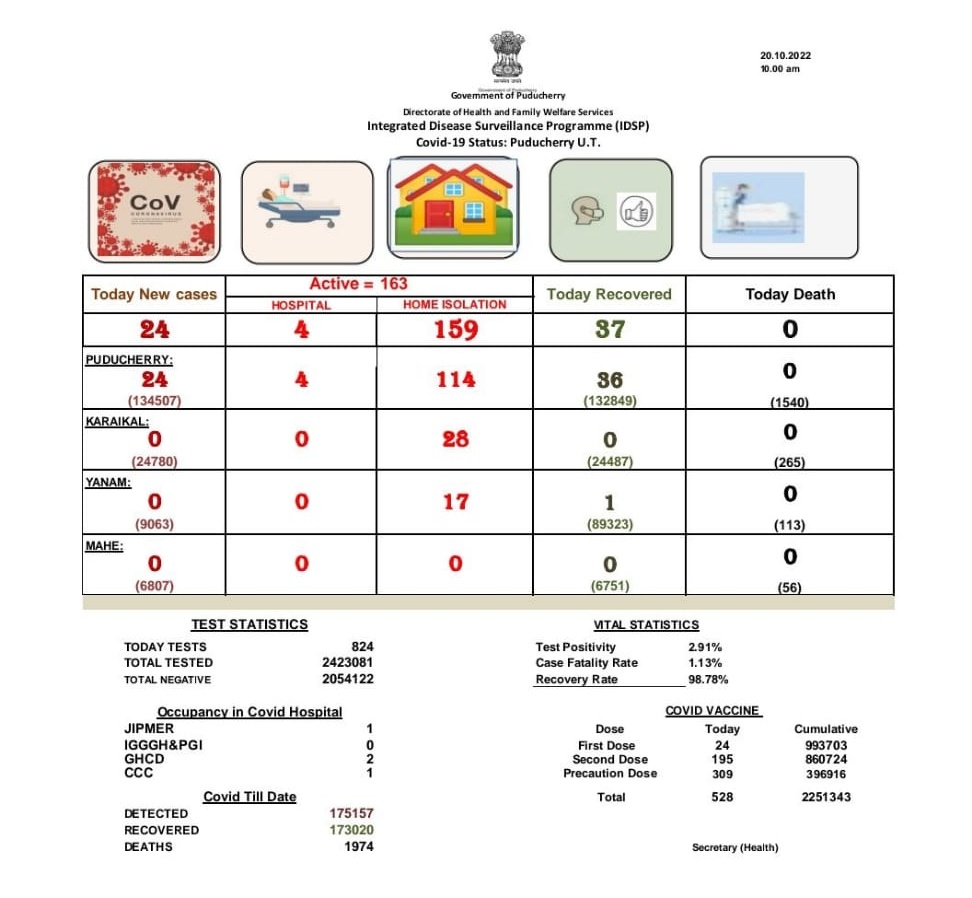 20.10.2022
10.00 am
सत्यमेव जयते
Government of Puducherry
Government of Puducherry
Directorate of Health and Family Welfare Services
Integrated Disease Surveillance Programme (IDSP)
Covid-19 Status: Puducherry U.T.
CoV
CORONAVIRUS
Today New cases
Active = 163
HOSPITAL HOME ISOLATION
Today Recovered
Today Death
24 4 159 37 0
PUDUCHERRY:
24 4 114 36 0
(134507) (132849) (1540)
KARAIKAL:
0 0 28 0 0
(24780) (24487) (265)
YANAM:
0 0 17 1 0
(9063) (89323) (113)
MAHE:
0 0 0 0 0
(6807) (6751) (56)
TEST STATISTICS
TODAY TESTS 824
TOTAL TESTED 2423081
TOTAL NEGATIVE 2054122
VITAL STATISTICS
Test Positivity 2.91%
Case Fatality Rate 1.13%
Recovery Rate 98.78%
Occupancy in Covid Hospital
JIPMER 1
IGGGH&PGI 0
GHCD 2
CCC 1
COVID VACCINE
Dose Today Cumulative
First Dose 24 993703
Second Dose 195 860724
Precaution Dose 309 396916
Total 528 2251343
Covid Till Date
DETECTED 175157
RECOVERED 173020
DEATHS 1974
Secretary (Health)